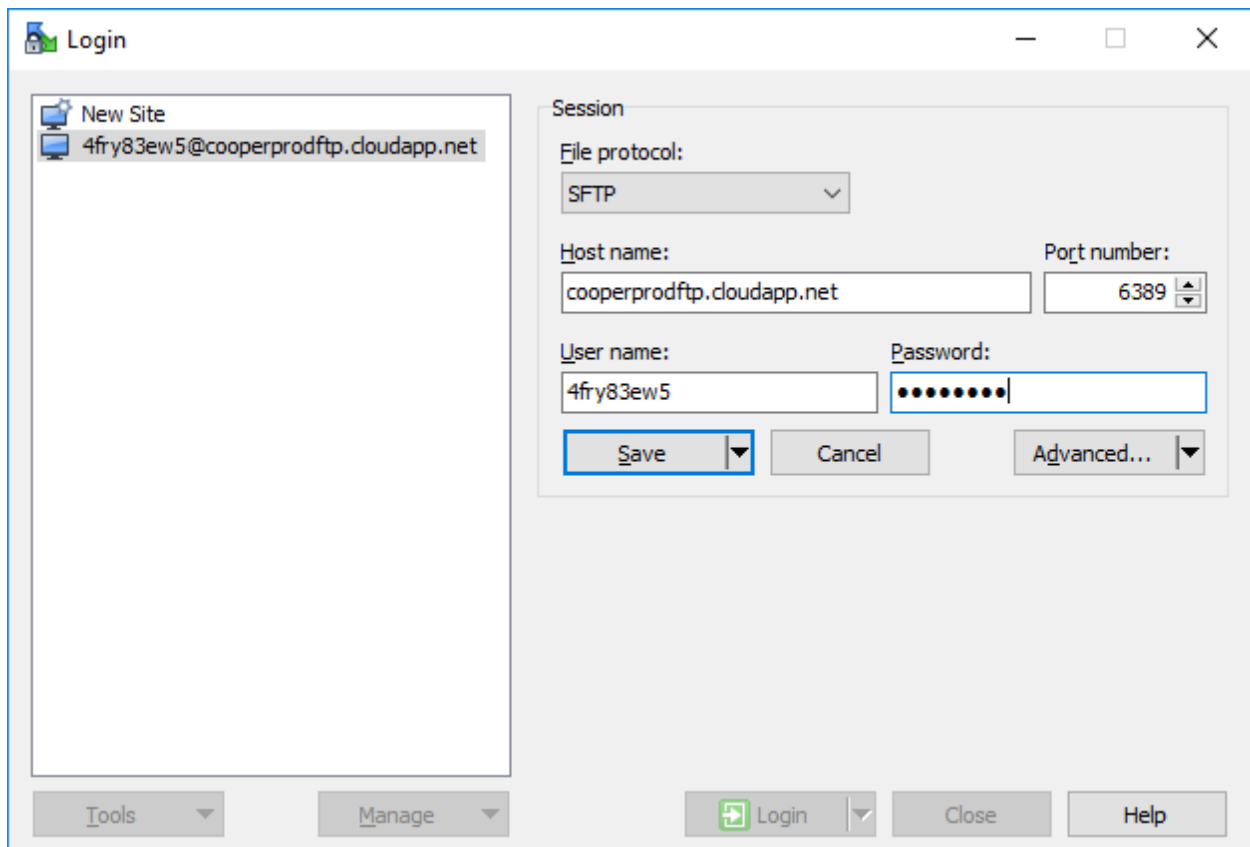 Login
New Site
4fry83ew5@cooperprodftp.cloudapp.net
Session
File protocol:
SFTP
Host name:
Port number:
cooperprodftp.cloudapp.net
6389
User name:
Password:
4fry83ew5
••••••••
Save
Cancel
Advanced...
Tools
Manage
Login
Close
Help